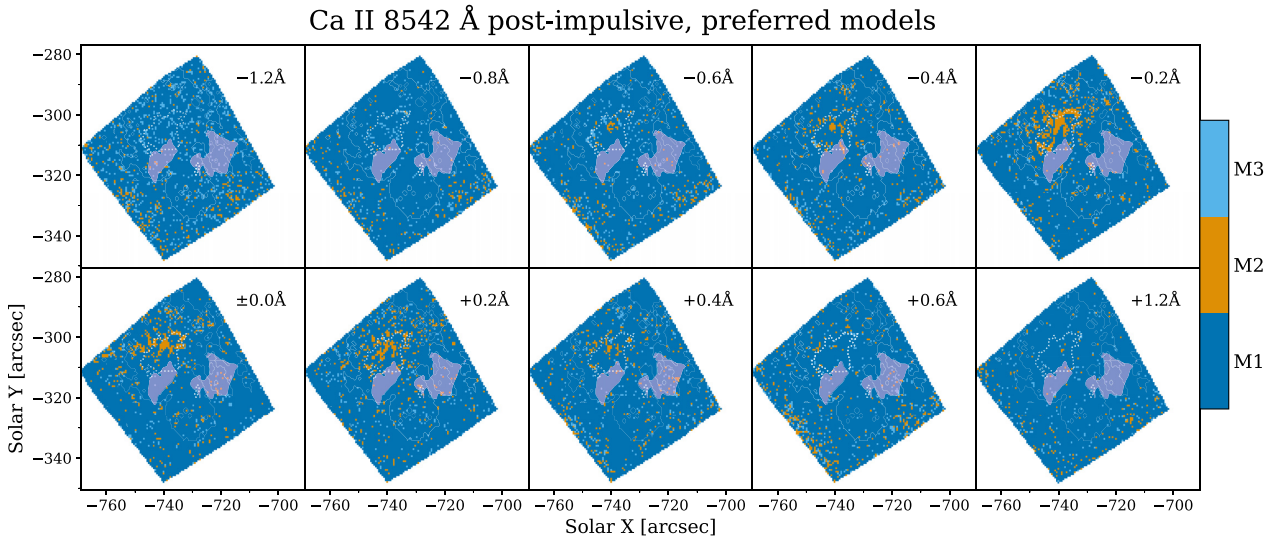 Ca II 8542 Å post-impulsive, preferred models
−280
−300
−320
−340
−1.2Å
−0.8Å
−0.6Å
−0.4Å
−0.2Å
M3
M2
M1
−280
−300
−320
−340
±0.0Å
+0.2Å
+0.4Å
+0.6Å
+1.2Å
Solar Y [arcsec]
−760 −740 −720 −700 −760 −740 −720 −700 −760 −740 −720 −700 −760 −740 −720 −700 −760 −740 −720 −700
Solar X [arcsec]